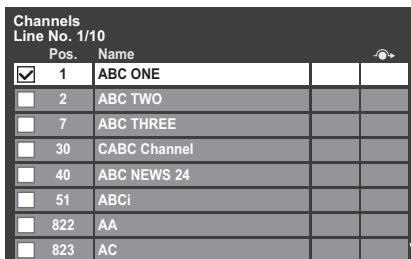 Channels
Line No. 1/10
Pos. Name
1 ABC ONE
2 ABC TWO
7 ABC THREE
30 CABC Channel
40 ABC NEWS 24
51 ABCi
822 AA
823 AC